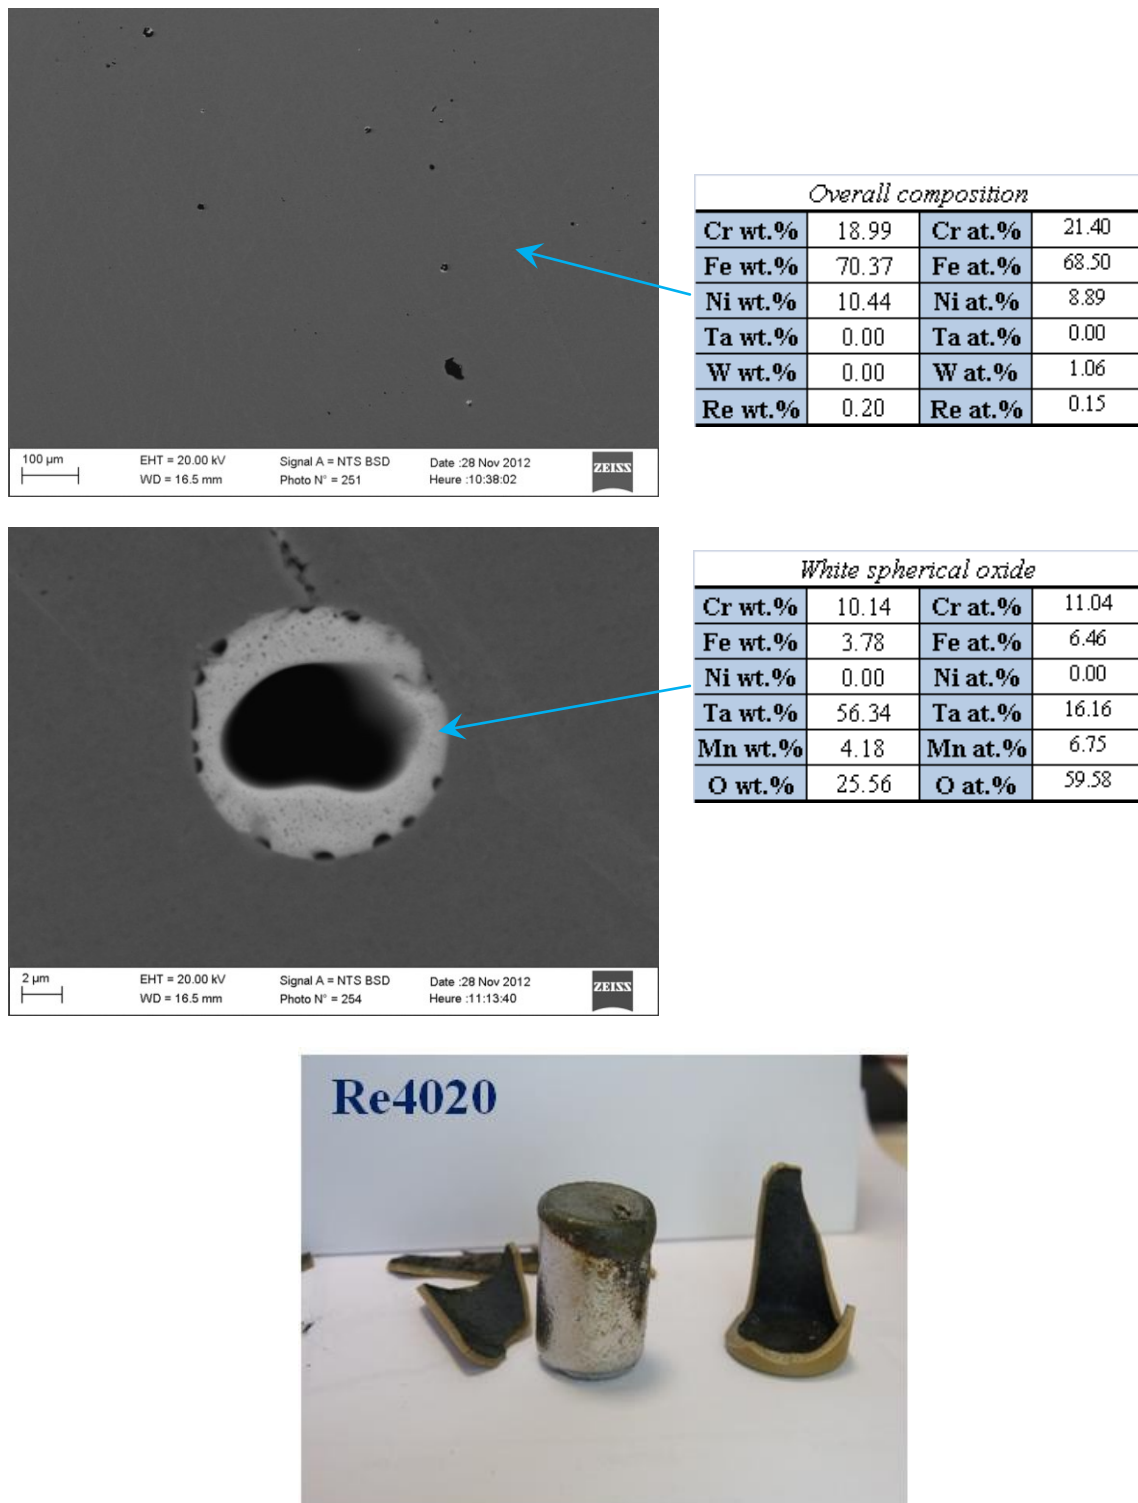 Overall composition
Cr wt.% 18.99 Cr at.% 21.40
Fe wt.% 70.37 Fe at.% 68.50
Ni wt.% 10.44 Ni at.% 8.89
Ta wt.% 0.00 Ta at.% 0.00
W wt.% 0.00 W at.% 1.06
Re wt.% 0.20 Re at.% 0.15
100 µm EHT = 20.00 kV Signal A = NTS BSD Date :28 Nov 2012 ZEISS
WD = 16.5 mm Photo N° = 251 Heure :10:38:02
White spherical oxide
Cr wt.% 10.14 Cr at.% 11.04
Fe wt.% 3.78 Fe at.% 6.46
Ni wt.% 0.00 Ni at.% 0.00
Ta wt.% 56.34 Ta at.% 16.16
Mn wt.% 4.18 Mn at.% 6.75
O wt.% 25.56 O at.% 59.58
2 µm EHT = 20.00 kV Signal A = NTS BSD Date :28 Nov 2012 ZEISS
WD = 16.5 mm Photo N° = 254 Heure :11:13:40
Re4020